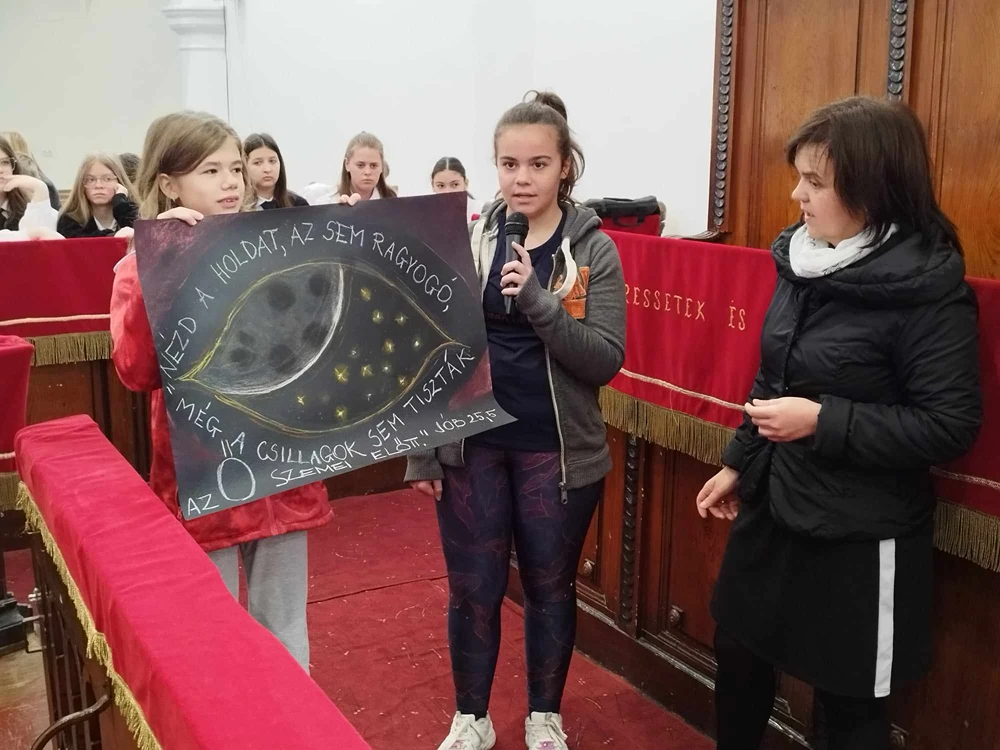 "NÉZD A HOLDAT, AZ SEM RAGYOGÓ,
MÉG "A CSILLAGOK SEM TISZTÁK
AZ Ő SZEMEI ELŐTT." JÓB 25,5
RESSETEK ÉS